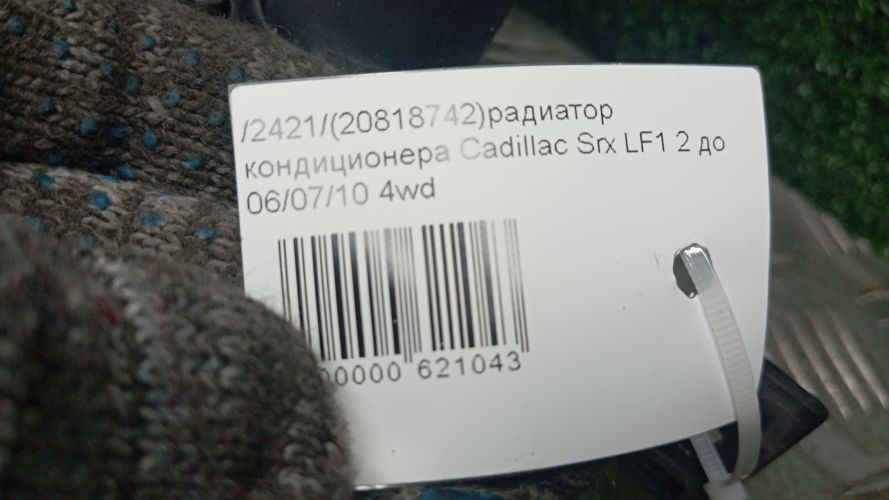 /2421/(20818742)радиатор
кондиционера Cadillac Srx LF1 2 до
06/07/10 4wd
00000 621043